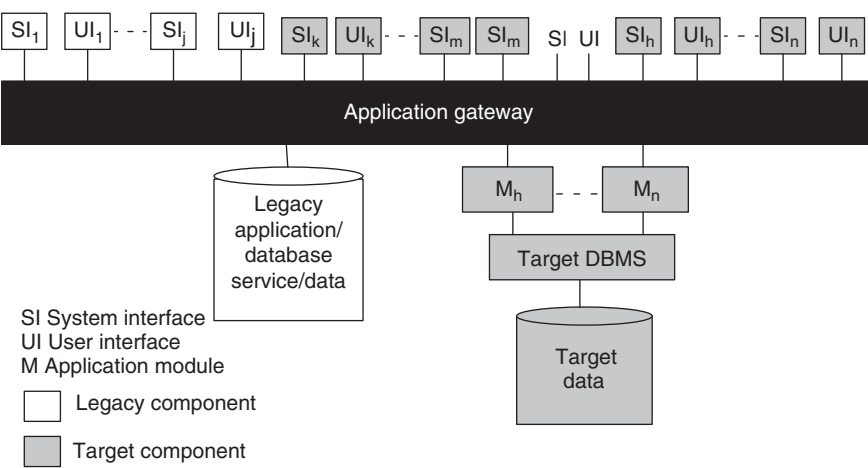 SI₁ UI₁ SIⱼ UIⱼ SIₖ UIₖ SIₘ SIₘ SI UI SIₕ UIₕ SIₙ UIₙ
Application gateway
Mₕ Mₙ
Legacy
application/
database
service/data
Target DBMS
Target
data
SI System interface
UI User interface
M Application module
Legacy component
Target component